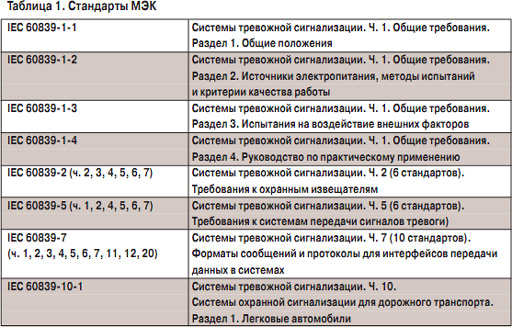 Таблица 1. Стандарты МЭК
IEC 60839-1-1
Системы тревожной сигнализации. Ч. 1. Общие требования.
Раздел 1. Общие положения
IEC 60839-1-2
Системы тревожной сигнализации. Ч. 1. Общие требования.
Раздел 2. Источники электропитания, методы испытаний
и критерии качества работы
IEC 60839-1-3
Системы тревожной сигнализации. Ч. 1. Общие требования.
Раздел 3. Испытания на воздействие внешних факторов
IEC 60839-1-4
Системы тревожной сигнализации. Ч. 1. Общие требования.
Раздел 4. Руководство по практическому применению
IEC 60839-2 (ч. 2, 3, 4, 5, 6, 7)
Системы тревожной сигнализации. Ч. 2 (6 стандартов).
Требования к охранным извещателям
IEC 60839-5 (ч. 1, 2, 4, 5, 6, 7)
Системы тревожной сигнализации. Ч. 5 (6 стандартов).
Требования к системам передачи сигналов тревоги)
IEC 60839-7
(ч. 1, 2, 3, 4, 5, 6, 7, 11, 12, 20)
Системы тревожной сигнализации. Ч. 7 (10 стандартов).
Форматы сообщений и протоколы для интерфейсов передачи
данных в системах
IEC 60839-10-1
Системы тревожной сигнализации. Ч. 10.
Системы охранной сигнализации для дорожного транспорта.
Раздел 1. Легковые автомобили